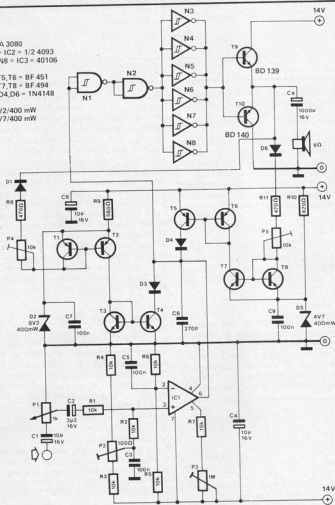 A 3080
= IC2 = 1/2 4093
N8 = IC3 = 40106
T5,T6 = BF 451
T7,T8 = BF 494
D4,D6 = 1N4148
V2/400 mW
V7/400 mW
N3
N4
N5
N6
N7
N8
N1
N2
14V
T9
BD 139
T10
BD 140
C4
1000µ
16V
8Ω
0
D6
14V
D1
R8
470Ω
P4
10k
C8
10µ
16V
R9
560Ω
T1
T2
T5
T6
D4
R11
470Ω
R10
820Ω
P5
10k
T7
T8
D2
8V2
400mW
C7
100n
D3
T3
T4
C6
270p
C9
100n
D5
4V7
400mW
0
R4
10k
C5
100n
R6
10k
IC1
2
3
4
5
6
7
P1
1k
C2
2µ2
16V
R1
10k
R2
10k
C1
10µ
16V
P2
100Ω
C3
100n
R3
10k
R5
10k
R7
15k
P3
1M
C4
10µ
16V
14V